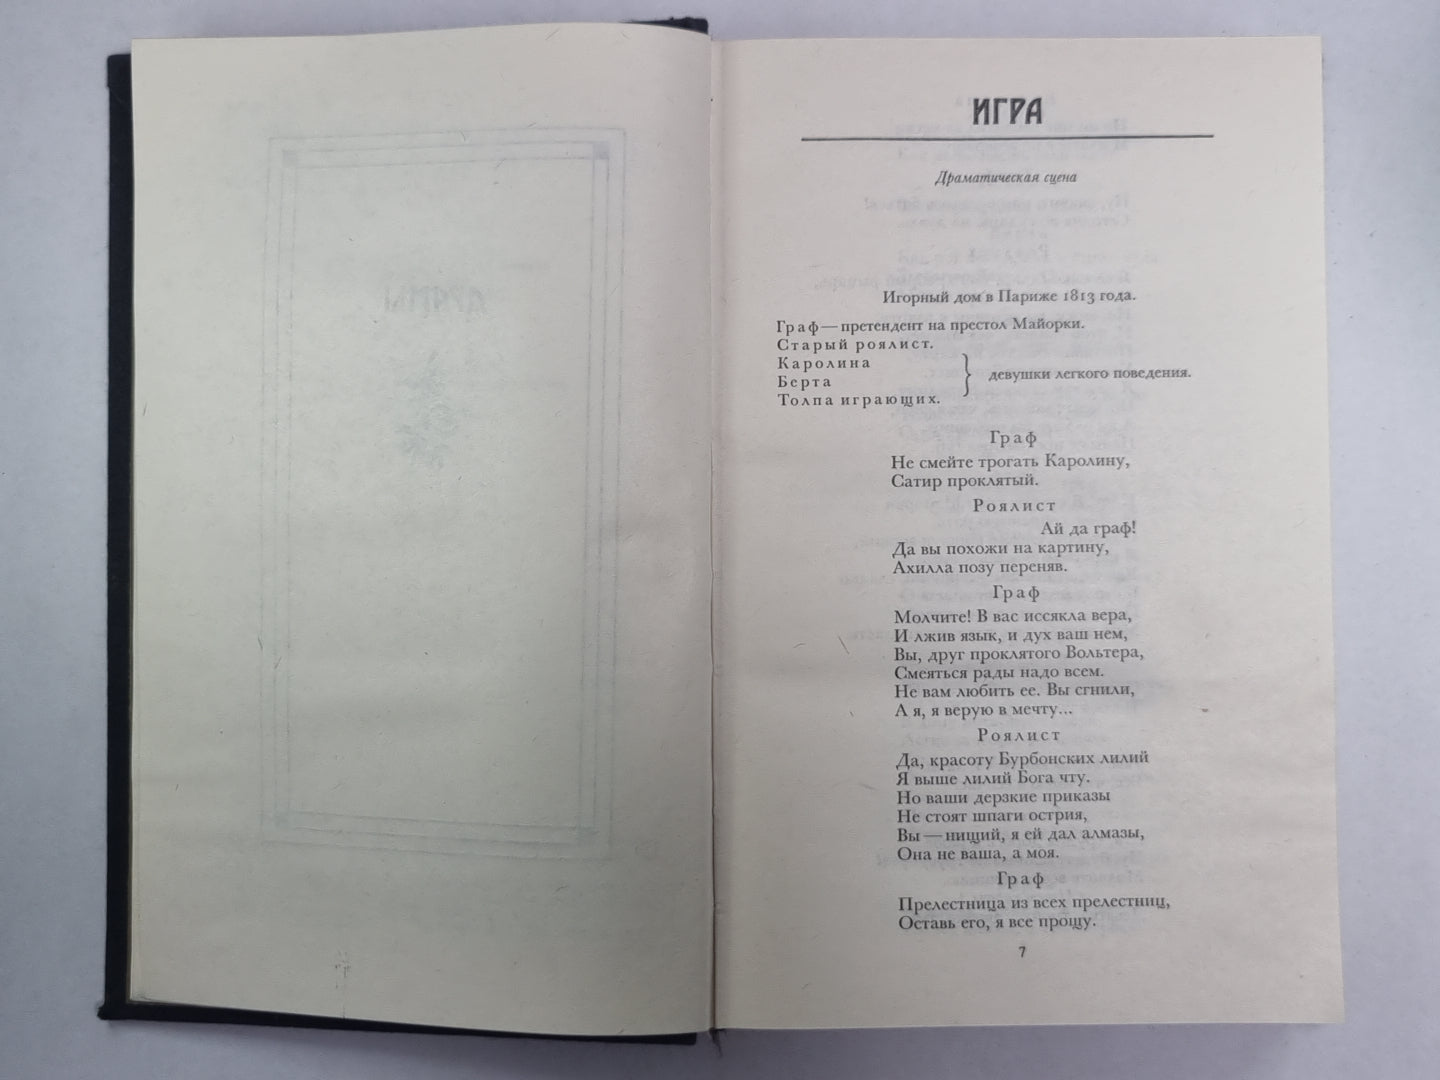 ИГРА
Драматическая сцена
Игорный дом в Париже 1813 года.
Граф — претендент на престол Майорки.
Старый роялист.
Каролина
Берта
} девушки легкого поведения.
Толпа играющих.
Граф
Не смейте трогать Каролину,
Сатир проклятый.
Роялист
Ай да граф!
Да вы похожи на картину,
Ахилла позу переняв.
Граф
Молчите! В вас иссякла вера,
И лжив язык, и дух ваш нем,
Вы, друг проклятого Вольтера,
Смеяться рады надо всем.
Не вам любить ее. Вы сгнили,
А я, я верую в мечту...
Роялист
Да, красоту Бурбонских лилий
Я выше лилий Бога чту.
Но ваши дерзкие приказы
Не стоят шпаги острия,
Вы — нищий, я ей дал алмазы,
Она не ваша, а моя.
Граф
Прелестница из всех прелестниц,
Оставь его, я все прощу.
7